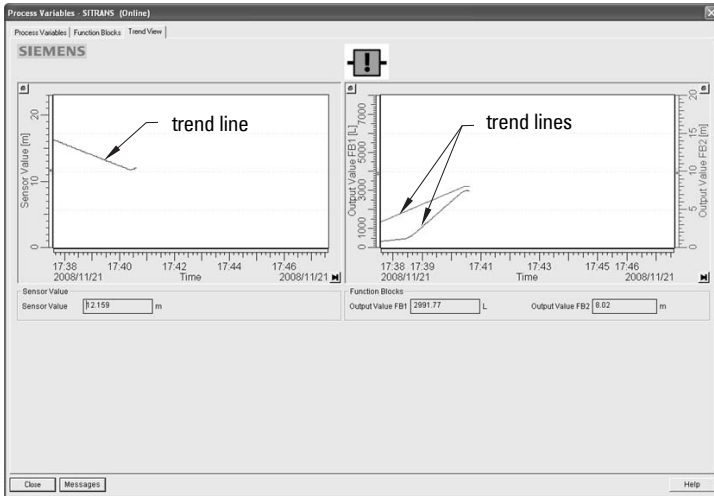 Process Variables - SITRANS (Online)
Process Variables Function Blocks Trend View
SIEMENS
!
trend line
Sensor Value [m]
20
10
0
17:38 17:40 17:42 17:44 17:46
2008/11/21 Time 2008/11/21
trend lines
Output Value FB1 [L]
7000
5000
3000
1000
0
Output Value FB2 [m]
20
15
10
5
0
17:38 17:39 17:41 17:43 17:45 17:46
2008/11/21 Time 2008/11/21
Sensor Value
Sensor Value 12.159 m
Function Blocks
Output Value FB1 2991.77 L Output Value FB2 8.02 m
Close Messages Help